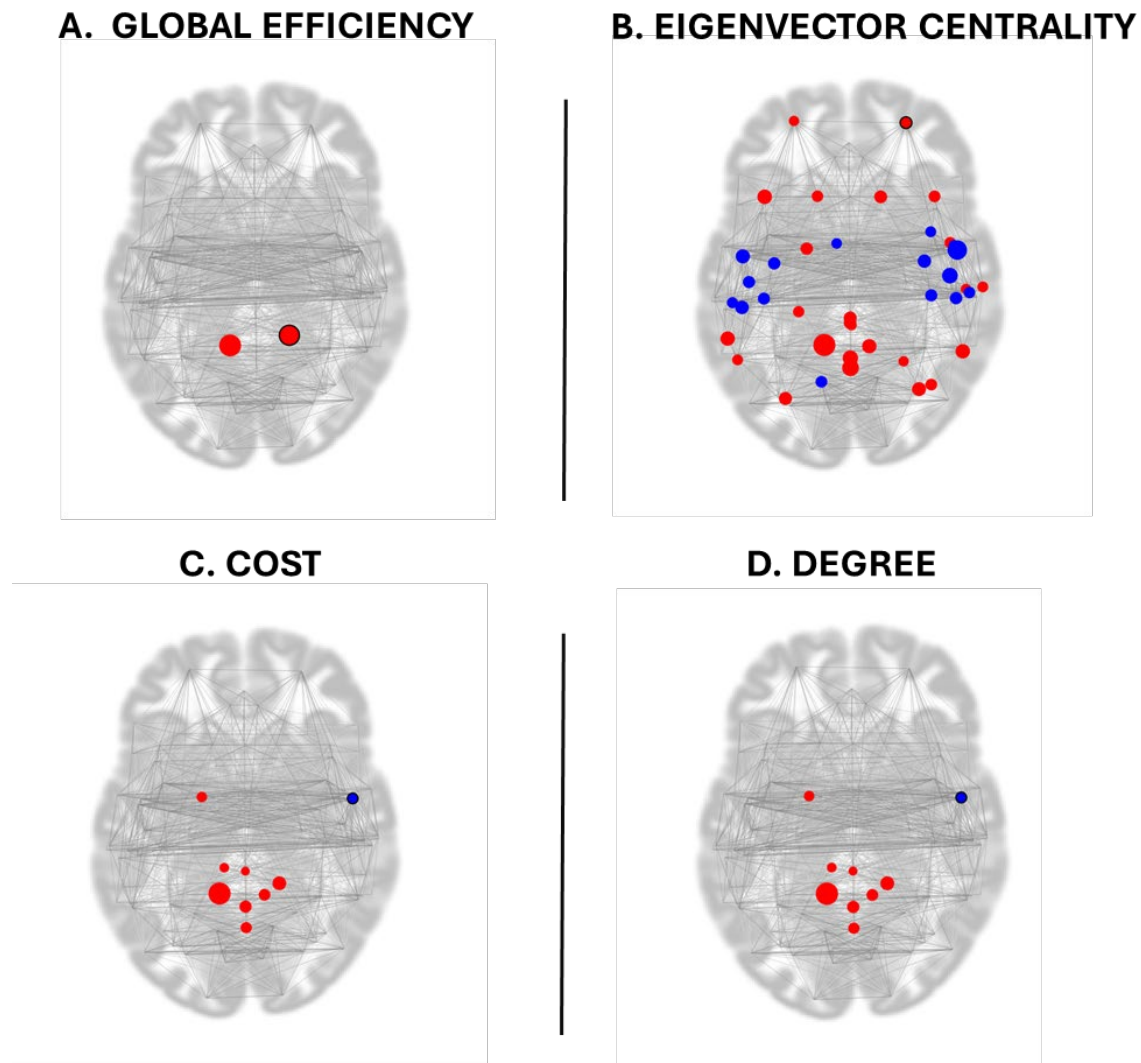 A. GLOBAL EFFICIENCY
B. EIGENVECTOR CENTRALITY
C. COST
D. DEGREE